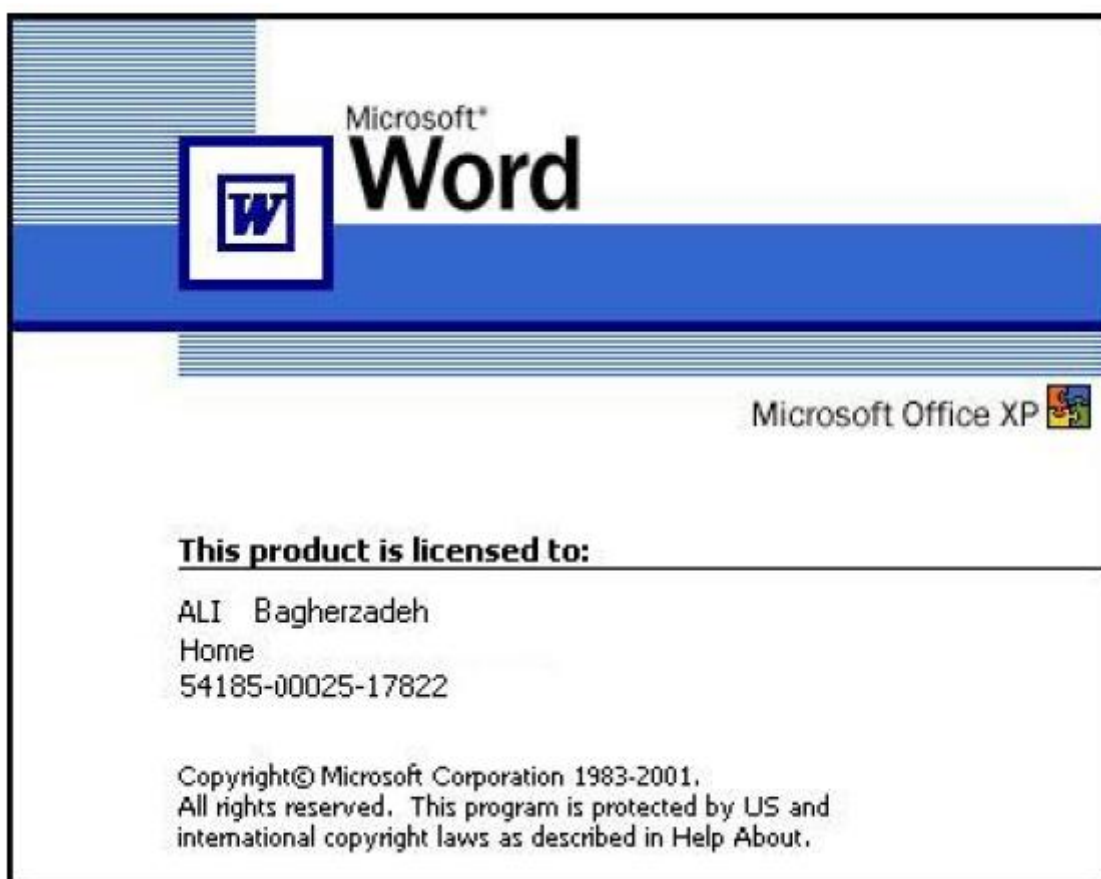 Microsoft®
Word
W
Microsoft Office XP
This product is licensed to:
ALI Bagherzadeh
Home
54185-00025-17822
Copyright© Microsoft Corporation 1983-2001.
All rights reserved. This program is protected by US and
international copyright laws as described in Help About.